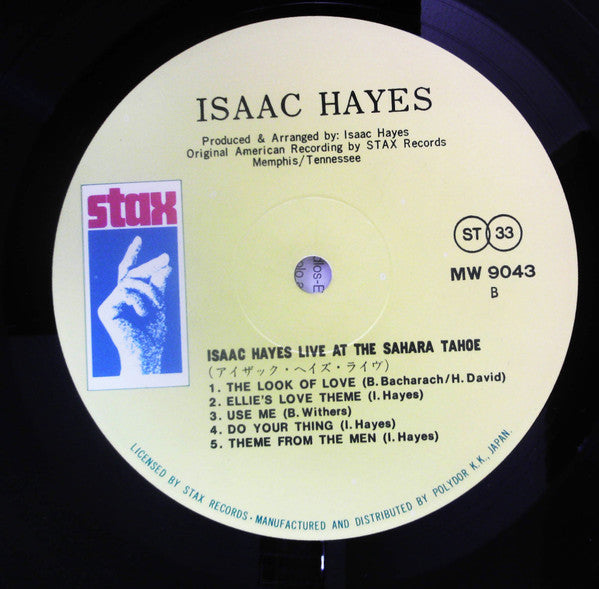 ISAAC HAYES
Produced & Arranged by: Isaac Hayes
Original American Recording by STAX Records
Memphis/Tennessee
stax
ST 33
MW 9043
B
ISAAC HAYES LIVE AT THE SAHARA TAHOE
(アイザック・ヘイズ・ライヴ)
1. THE LOOK OF LOVE (B. Bacharach/H. David)
2. ELLIE'S LOVE THEME (I. Hayes)
3. USE ME (B. Withers)
4. DO YOUR THING (I. Hayes)
5. THEME FROM THE MEN (I. Hayes)
LICENSED BY STAX RECORDS · MANUFACTURED AND DISTRIBUTED BY POLYDOR K.K., JAPAN.